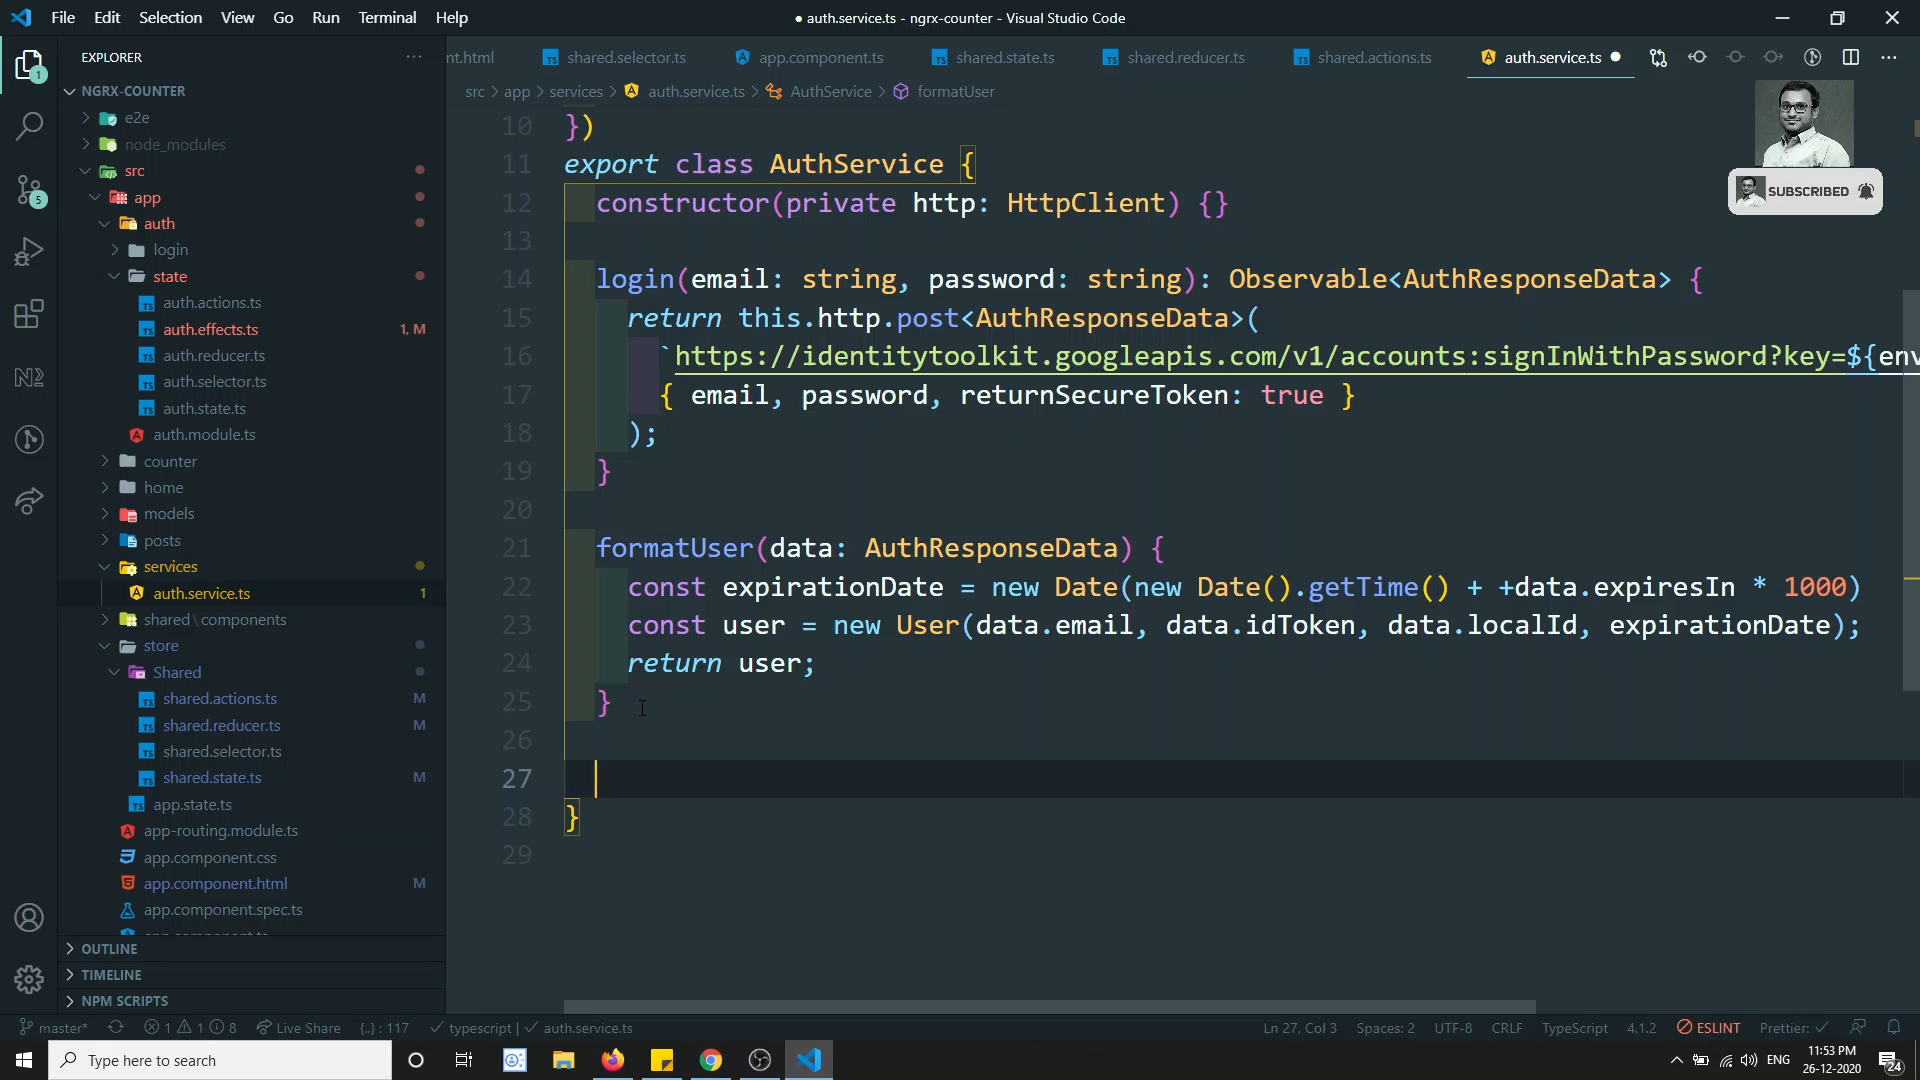 File Edit Selection View Go Run Terminal Help
● auth.service.ts - ngrx-counter - Visual Studio Code
EXPLORER
nt.html shared.selector.ts app.component.ts shared.state.ts shared.reducer.ts shared.actions.ts auth.service.ts
NGRX-COUNTER
src > app > services > auth.service.ts > AuthService > formatUser
e2e
node_modules
src
app
auth
login
state
auth.actions.ts
auth.effects.ts 1, M
auth.reducer.ts
auth.selector.ts
auth.state.ts
auth.module.ts
counter
home
models
posts
services
auth.service.ts 1
shared \ components
store
Shared
shared.actions.ts M
shared.reducer.ts M
shared.selector.ts
shared.state.ts M
app.state.ts
app-routing.module.ts
app.component.css
app.component.html M
app.component.spec.ts
OUTLINE
TIMELINE
NPM SCRIPTS
10 })
11 export class AuthService {
12 constructor(private http: HttpClient) {}
13
14 login(email: string, password: string): Observable<AuthResponseData> {
15 return this.http.post<AuthResponseData>(
16 `https://identitytoolkit.googleapis.com/v1/accounts:signInWithPassword?key=${env
17 { email, password, returnSecureToken: true }
18 );
19 }
20
21 formatUser(data: AuthResponseData) {
22 const expirationDate = new Date(new Date().getTime() + +data.expiresIn * 1000)
23 const user = new User(data.email, data.idToken, data.localId, expirationDate);
24 return user;
25 }
26
27
28 }
29
SUBSCRIBED
1
5
master* 1 1 8 Live Share {..} : 117 typescript | auth.service.ts
Ln 27, Col 3 Spaces: 2 UTF-8 CRLF TypeScript 4.1.2 ESLINT Prettier: ✓
Type here to search
ENG 11:53 PM
26-12-2020
24